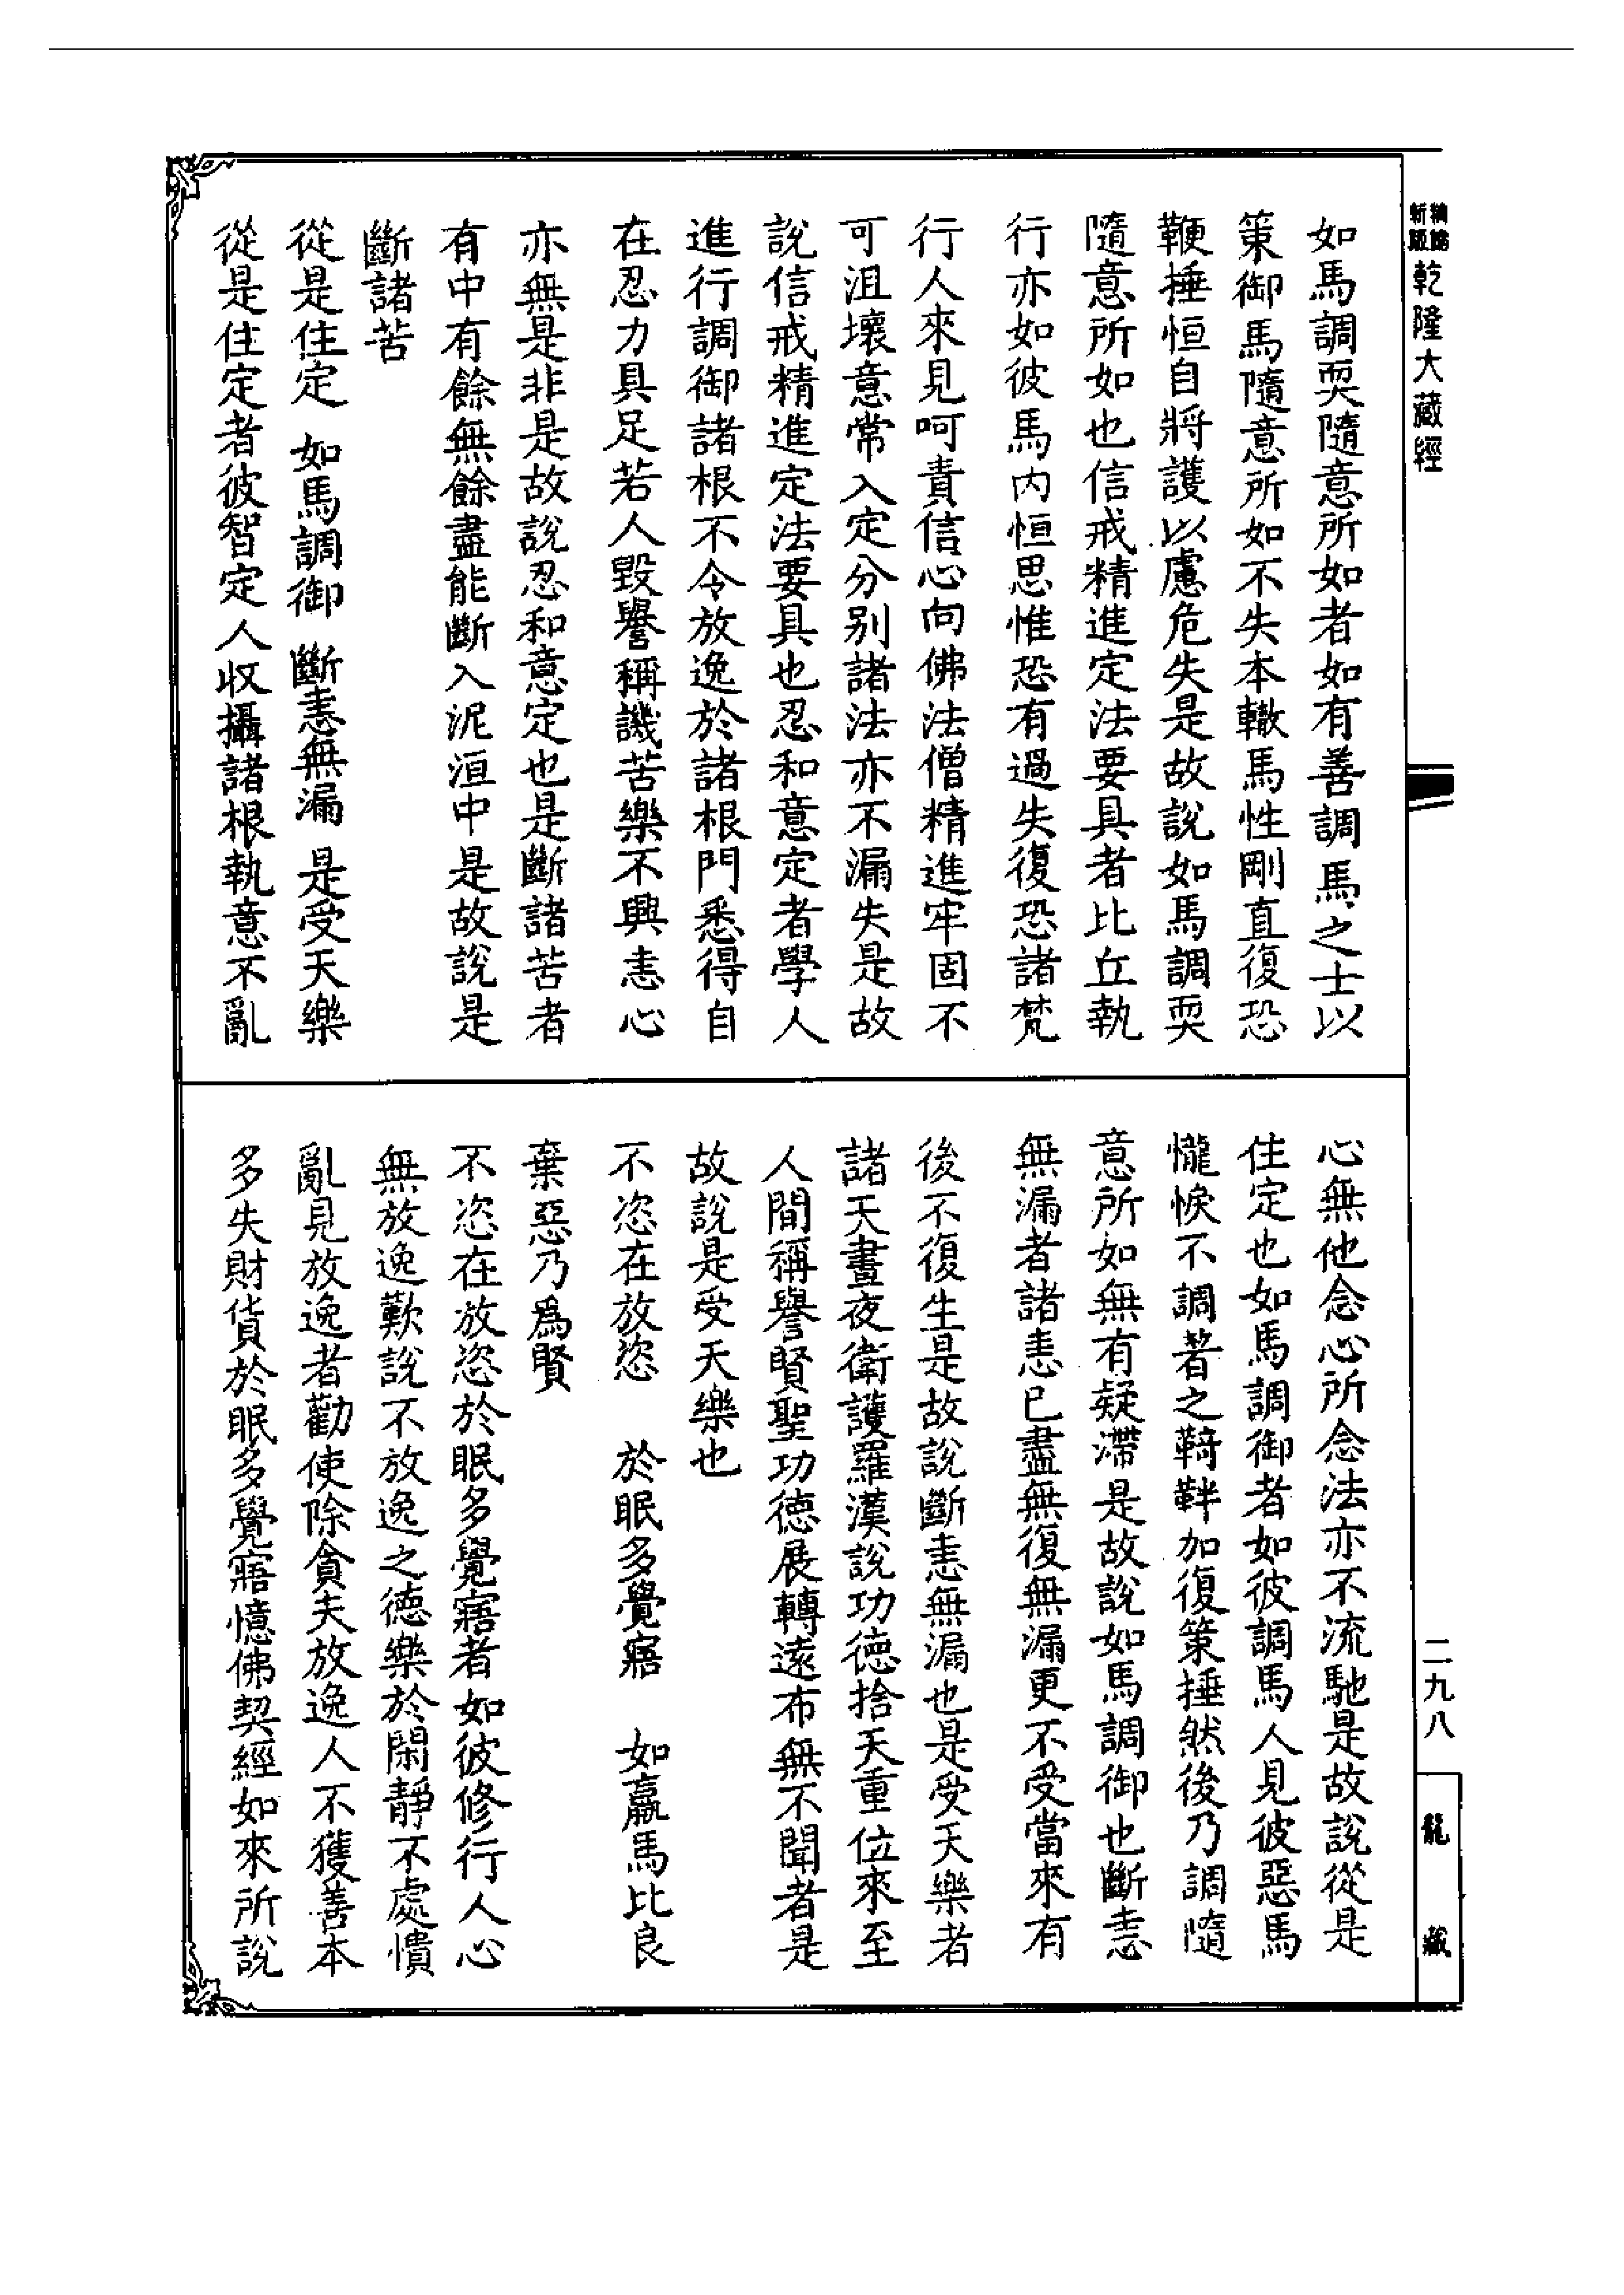 精縮新版乾隆大藏經
如馬調耎隨意所如者如有善調馬之士以
策御馬隨意所如不失本轍馬性剛直復恐
鞭捶恒自將護以慮危失是故說如馬調耎
隨意所如也信戒精進定法要具者比丘執
行亦如彼馬内恒思惟恐有過失復恐諸梵
行人來見呵責信心向佛法僧精進牢固不
可沮壞意常入定分别諸法亦不漏失是故
說信戒精進定法要具也忍和意定者學人
進行調御諸根不令放逸於諸根門悉得自
在忍力具足若人毀譽稱譏苦樂不興恚心
亦無是非是故說忍和意定也是斷諸苦者
有中有餘無餘盡能斷入泥洹中是故說是
斷諸苦
從是住定 如馬調御 斷恚無漏 是受天樂
從是住定者彼智定人收攝諸根執意不亂
心無他念心所念法亦不流馳是故說從是
住定也如馬調御者如彼調馬人見彼惡馬
𢤱悷不調著之䩭靽加復策捶然後乃調隨
意所如無有疑滯是故說如馬調御也斷恚
無漏者諸恚已盡無復無漏更不受當來有
後不復生是故說斷恚無漏也是受天樂者
諸天晝夜衛護羅漢說功德捨天重位來至
人間稱譽賢聖功德展轉遠布無不聞者是
故說是受天樂也
不恣在放恣 於眠多覺寤 如羸馬比良
棄惡乃爲賢
不恣在放恣於眠多覺寤者如彼修行人心
無放逸歎說不放逸之德樂於閑靜不處憒
亂見放逸者勸使除貪夫放逸人不獲善本
多失財貨於眠多覺寤憶佛契經如來所說
二九八
龍藏